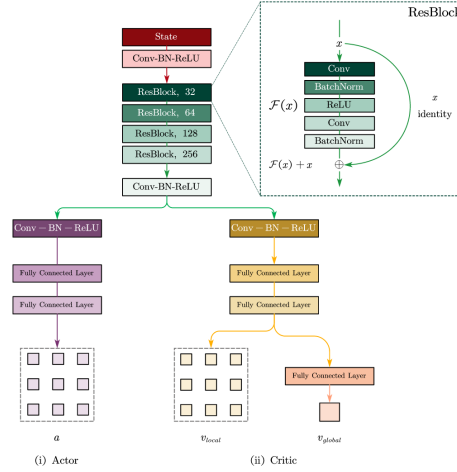 ResBlock
State
Conv-BN-ReLU
ResBlock, 32
ResBlock, 64
ResBlock, 128
ResBlock, 256
Conv-BN-ReLU
x
Conv
BatchNorm
ReLU
Conv
BatchNorm
F(x)
x
identity
F(x) + x
⊕
Conv − BN − ReLU
Fully Connected Layer
Fully Connected Layer
a
(i) Actor
Conv − BN − ReLU
Fully Connected Layer
Fully Connected Layer
Fully Connected Layer
v_local
v_global
(ii) Critic